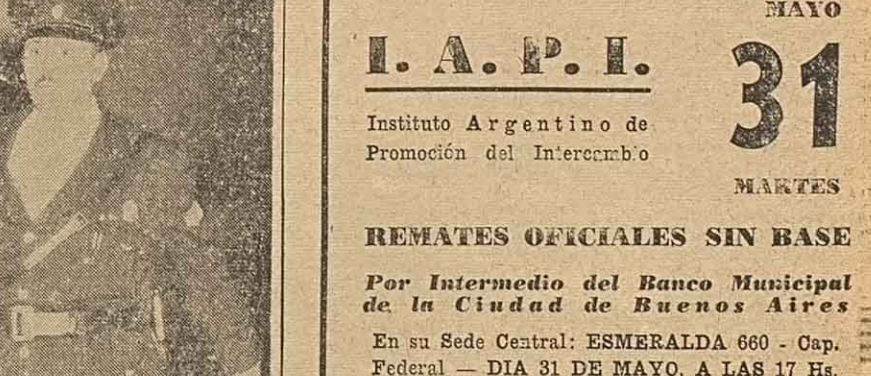 MAYO
31
MARTES
I. A. P. I.
Instituto Argentino de
Promoción del Intercambio
REMATES OFICIALES SIN BASE
Por Intermedio del Banco Municipal
de la Ciudad de Buenos Aires
En su Sede Central: ESMERALDA 660 - Cap.
Federal — DIA 31 DE MAYO, A LAS 17 Hs.